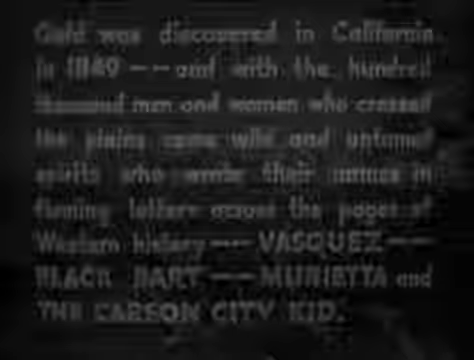 Gold was discovered in California
in 1849 -- and with the hundred
thousand men and women who crossed
the plains came wild and untamed
spirits who wrote their names in
flaming letters across the pages of
Western history -- VASQUEZ --
BLACK BART -- MURIETTA and
THE CARSON CITY KID.